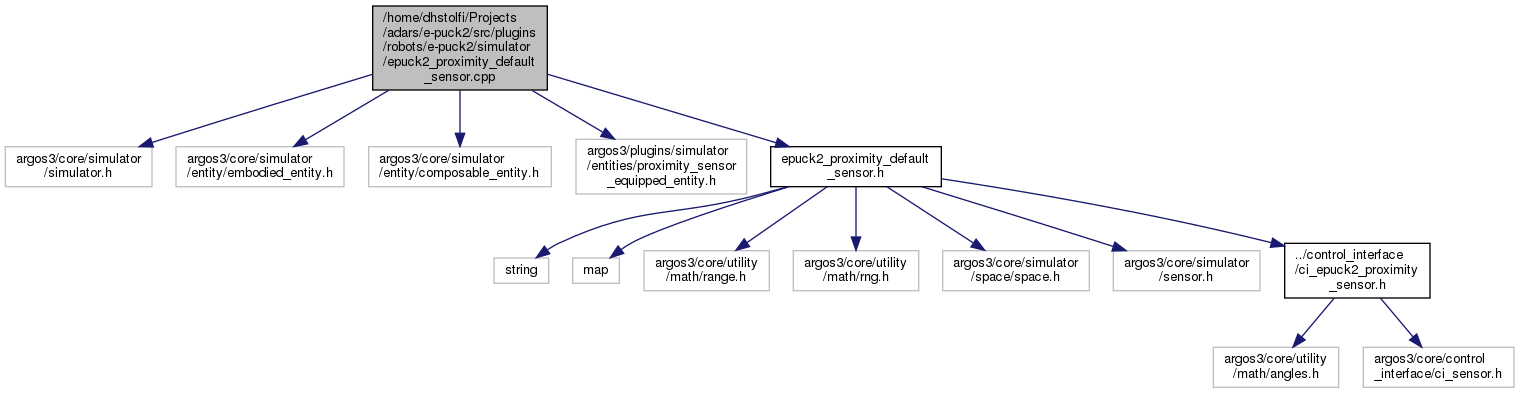 /home/dhstolfi/Projects
/adars/e-puck2/src/plugins
/robots/e-puck2/simulator
/epuck2_proximity_default
_sensor.cpp
argos3/core/simulator
/simulator.h
argos3/core/simulator
/entity/embodied_entity.h
argos3/core/simulator
/entity/composable_entity.h
argos3/plugins/simulator
/entities/proximity_sensor
_equipped_entity.h
epuck2_proximity_default
_sensor.h
string
map
argos3/core/utility
/math/range.h
argos3/core/utility
/math/rng.h
argos3/core/simulator
/space/space.h
argos3/core/simulator
/sensor.h
../control_interface
/ci_epuck2_proximity
_sensor.h
argos3/core/utility
/math/angles.h
argos3/core/control
_interface/ci_sensor.h